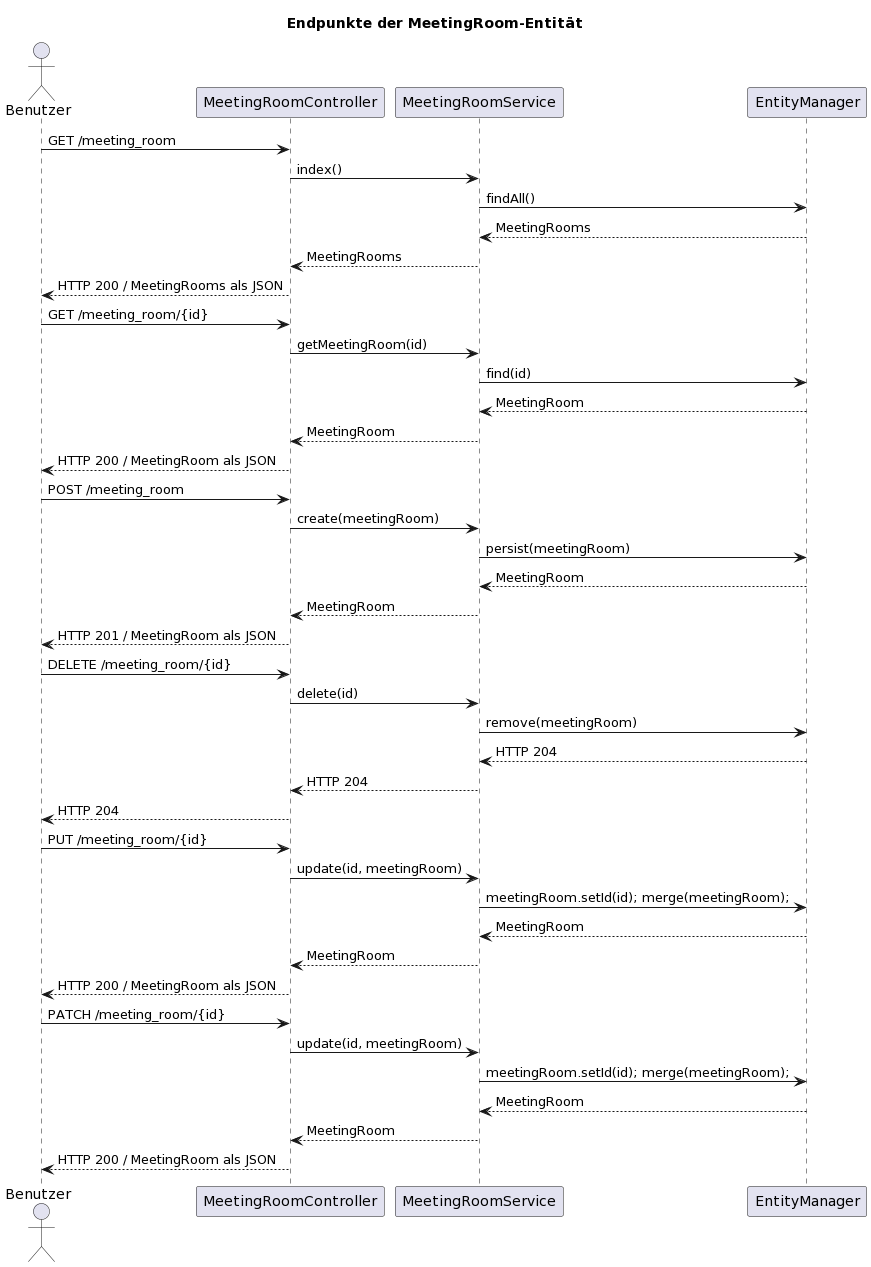 Endpunkte der MeetingRoom-Entität
Benutzer
MeetingRoomController
MeetingRoomService
EntityManager
GET /meeting_room
index()
findAll()
MeetingRooms
MeetingRooms
HTTP 200 / MeetingRooms als JSON
GET /meeting_room/{id}
getMeetingRoom(id)
find(id)
MeetingRoom
MeetingRoom
HTTP 200 / MeetingRoom als JSON
POST /meeting_room
create(meetingRoom)
persist(meetingRoom)
MeetingRoom
MeetingRoom
HTTP 201 / MeetingRoom als JSON
DELETE /meeting_room/{id}
delete(id)
remove(meetingRoom)
HTTP 204
HTTP 204
HTTP 204
PUT /meeting_room/{id}
update(id, meetingRoom)
meetingRoom.setId(id); merge(meetingRoom);
MeetingRoom
MeetingRoom
HTTP 200 / MeetingRoom als JSON
PATCH /meeting_room/{id}
update(id, meetingRoom)
meetingRoom.setId(id); merge(meetingRoom);
MeetingRoom
MeetingRoom
HTTP 200 / MeetingRoom als JSON
Benutzer
MeetingRoomController
MeetingRoomService
EntityManager